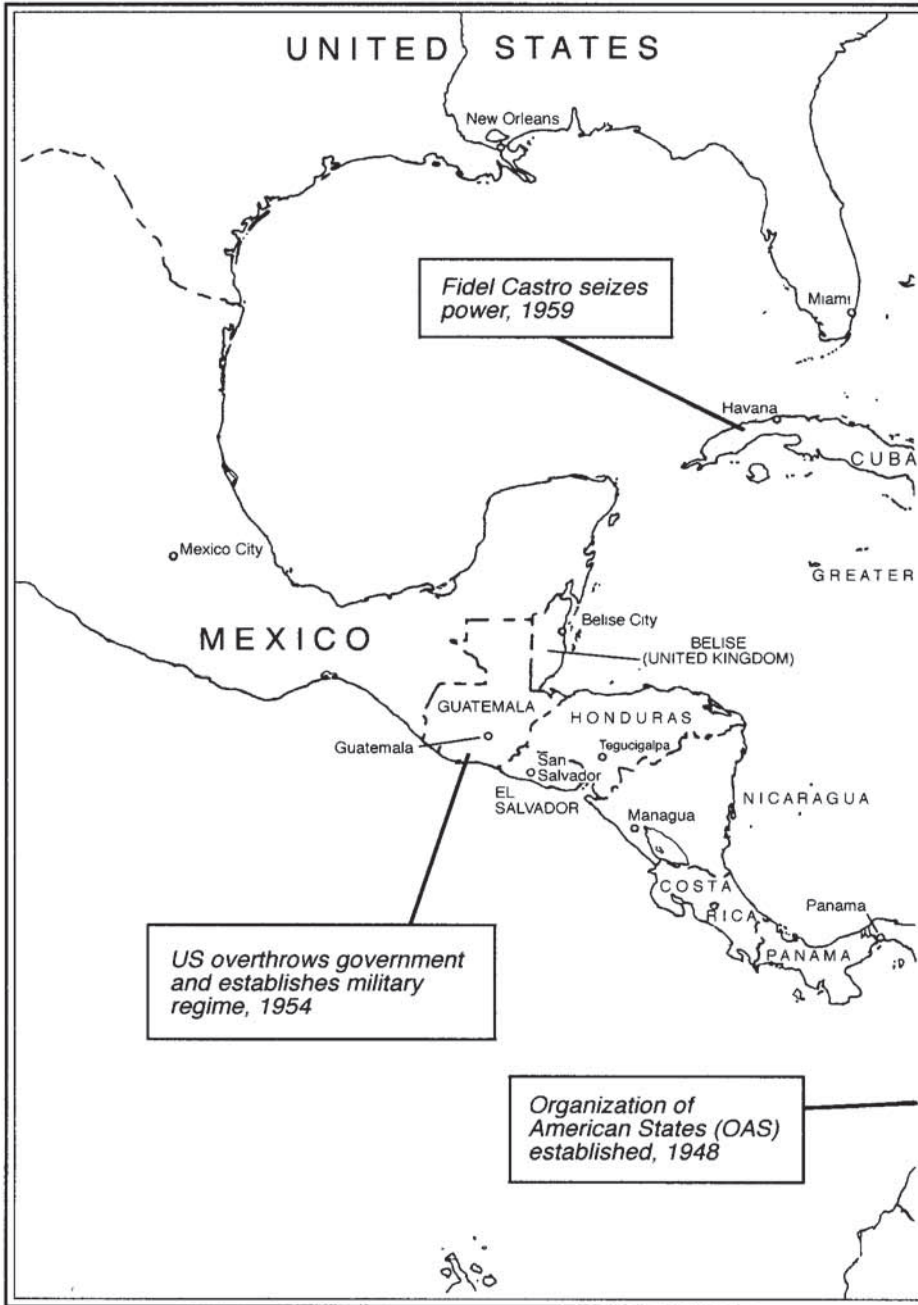 UNITED STATES
New Orleans
Fidel Castro seizes
power, 1959
Miami
Havana
CUBA
Mexico City
GREATER
MEXICO
Belise City
BELISE
(UNITED KINGDOM)
GUATEMALA
HONDURAS
Guatemala
Tegucigalpa
San
Salvador
EL
SALVADOR
NICARAGUA
Managua
COSTA
RICA
Panama
PANAMA
US overthrows government
and establishes military
regime, 1954
Organization of
American States (OAS)
established, 1948